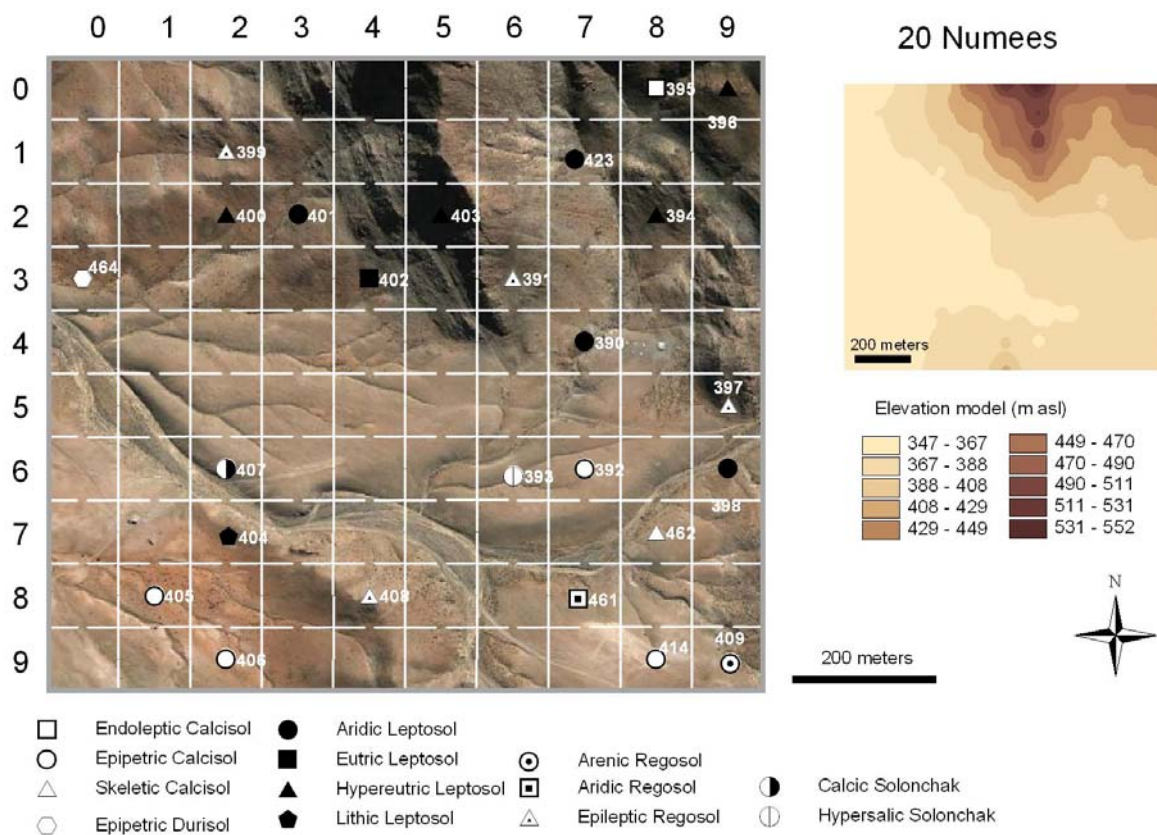 0 1 2 3 4 5 6 7 8 9
20 Numees
0
395
396
1
399
423
2
400
401
403
394
3
464
402
391
4
390
5
397
6
407
393
392
398
7
404
462
8
405
408
461
9
406
414
409
200 meters
Elevation model (m asl)
347 - 367
367 - 388
388 - 408
408 - 429
429 - 449
449 - 470
470 - 490
490 - 511
511 - 531
531 - 552
N
200 meters
Endoleptic Calcisol
Epipetric Calcisol
Skeletic Calcisol
Epipetric Durisol
Aridic Leptosol
Eutric Leptosol
Hypereutric Leptosol
Lithic Leptosol
Arenic Regosol
Aridic Regosol
Epileptic Regosol
Calcic Solonchak
Hypersalic Solonchak